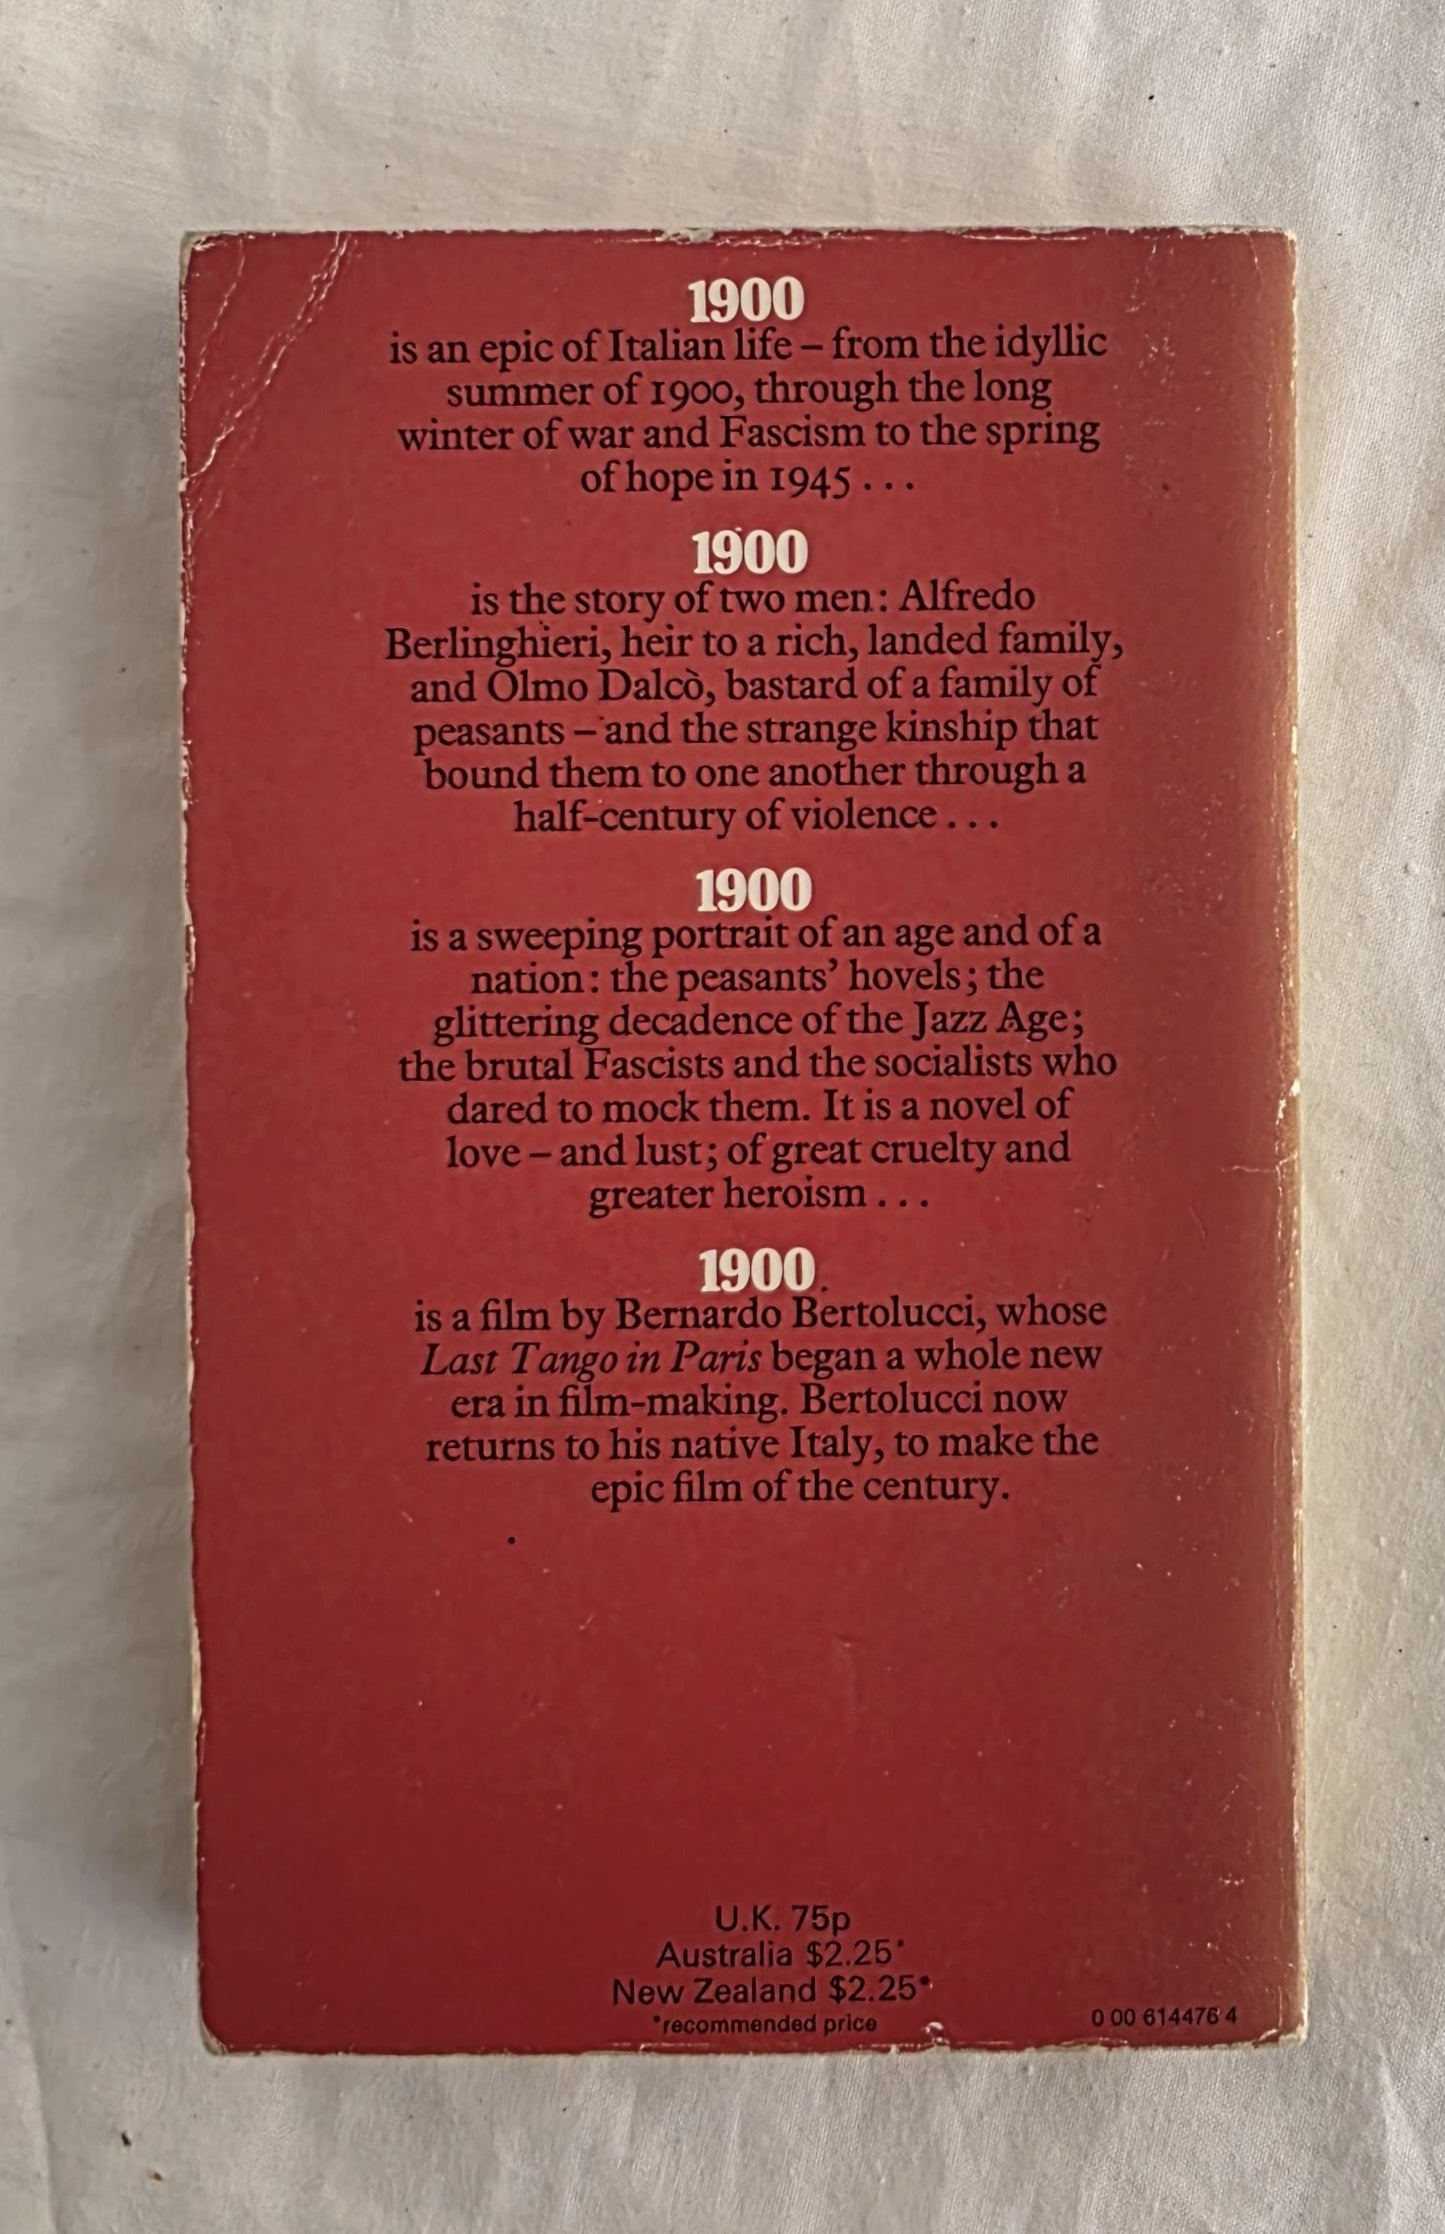 1900
is an epic of Italian life – from the idyllic
summer of 1900, through the long
winter of war and Fascism to the spring
of hope in 1945 . . .
1900
is the story of two men: Alfredo
Berlinghieri, heir to a rich, landed family,
and Olmo Dalcò, bastard of a family of
peasants – and the strange kinship that
bound them to one another through a
half-century of violence . . .
1900
is a sweeping portrait of an age and of a
nation: the peasants’ hovels; the
glittering decadence of the Jazz Age;
the brutal Fascists and the socialists who
dared to mock them. It is a novel of
love – and lust; of great cruelty and
greater heroism . . .
1900
is a film by Bernardo Bertolucci, whose
Last Tango in Paris began a whole new
era in film-making. Bertolucci now
returns to his native Italy, to make the
epic film of the century.
U.K. 75p
Australia $2.25*
New Zealand $2.25*
*recommended price
0 00 614476 4